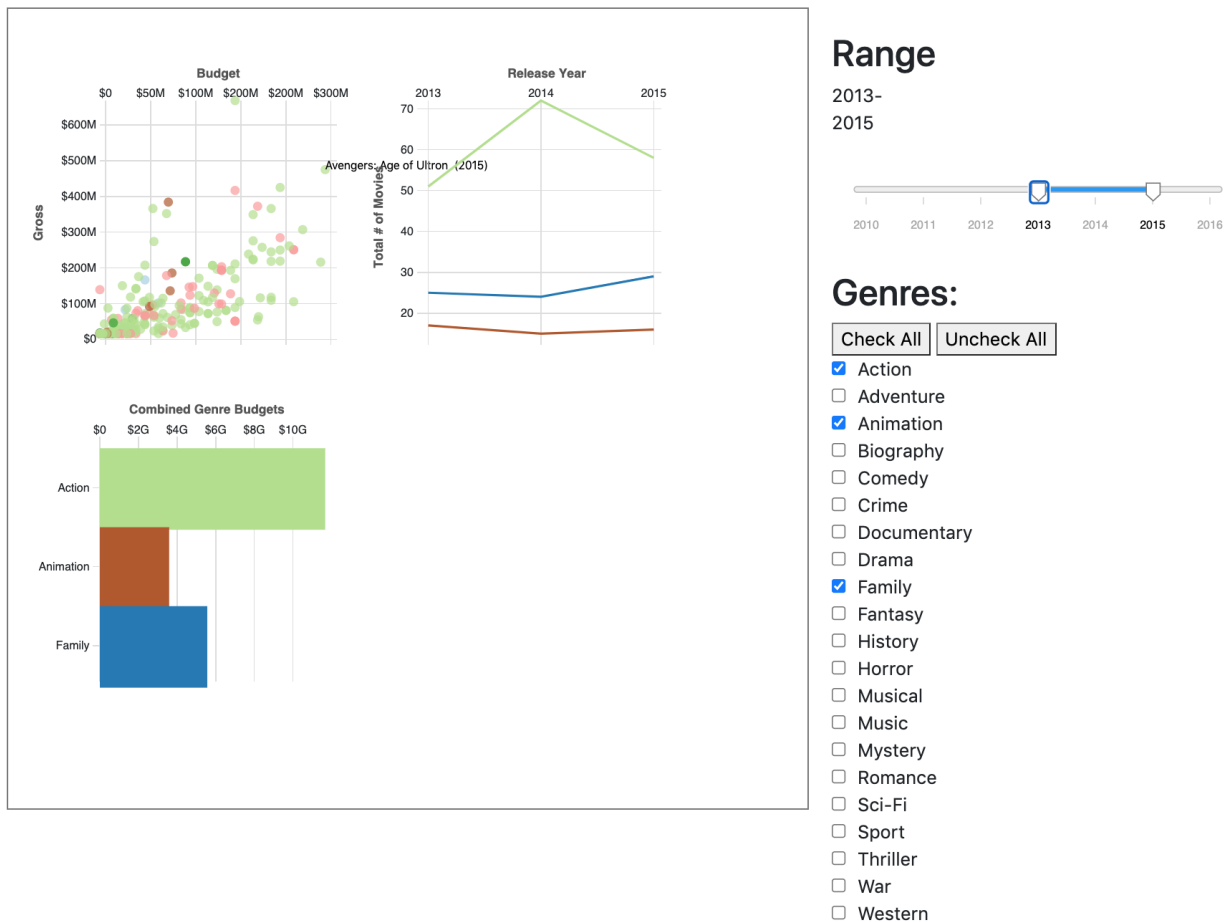 Budget
$0 $50M $100M $200M $200M $300M
$600M
$500M
$400M
$300M
$200M
$100M
$0
Gross
Avengers: Age of Ultron (2015)
Release Year
2013 2014 2015
70
60
50
40
30
20
Total # of Movies
Combined Genre Budgets
$0 $2G $4G $6G $8G $10G
Action
Animation
Family
Range
2013-
2015
2010 2011 2012 2013 2014 2015 2016
Genres:
Check All Uncheck All
Action
Adventure
Animation
Biography
Comedy
Crime
Documentary
Drama
Family
Fantasy
History
Horror
Musical
Music
Mystery
Romance
Sci-Fi
Sport
Thriller
War
Western